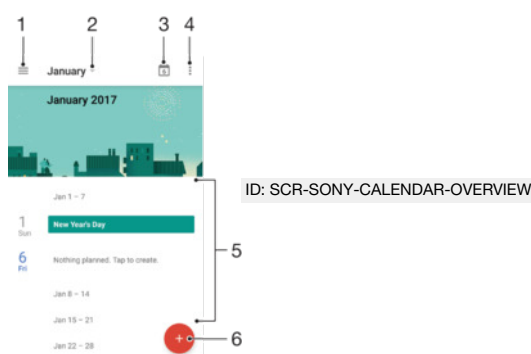 1 2 3 4
January
6
January 2017
Jan 1 – 7
ID: SCR-SONY-CALENDAR-OVERVIEW
1 New Year's Day
Sun
5
6 Nothing planned. Tap to create.
Fri
Jan 8 – 14
Jan 15 – 21
+ 6
Jan 22 – 28